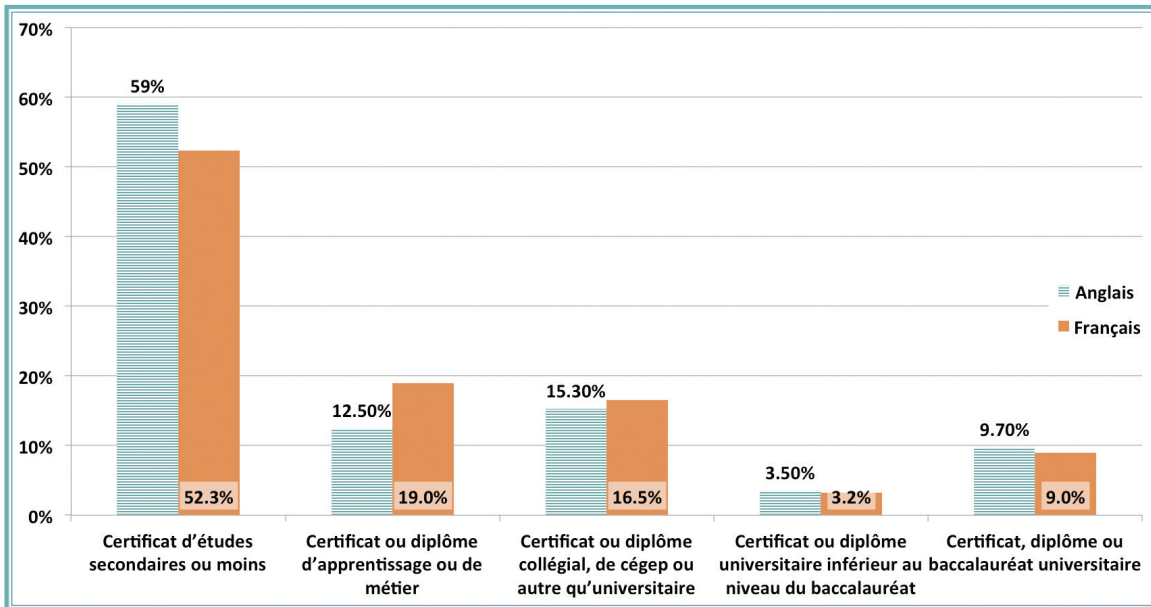 70%
60%
50%
40%
30%
20%
10%
0%
59%
52.3%
12.50%
19.0%
15.30%
16.5%
3.50%
3.2%
9.70%
9.0%
Anglais
Français
Certificat d’études
secondaires ou moins
Certificat ou diplôme
d’apprentissage ou de
métier
Certificat ou diplôme
collégial, de cégep ou
autre qu’universitaire
Certificat ou diplôme
universitaire inférieur au
niveau du baccalauréat
Certificat, diplôme ou
baccalauréat universitaire